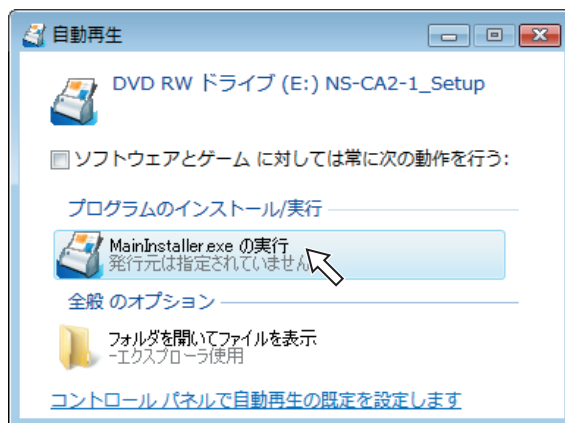 自動再生
DVD RW ドライブ (E:) NS-CA2-1_Setup
ソフトウェアとゲーム に対しては常に次の動作を行う:
プログラムのインストール/実行
MainInstaller.exe の実行
発行元は指定されていません
全般 のオプション
フォルダを開いてファイルを表示
-エクスプローラ使用
コントロール パネルで自動再生の既定を設定します